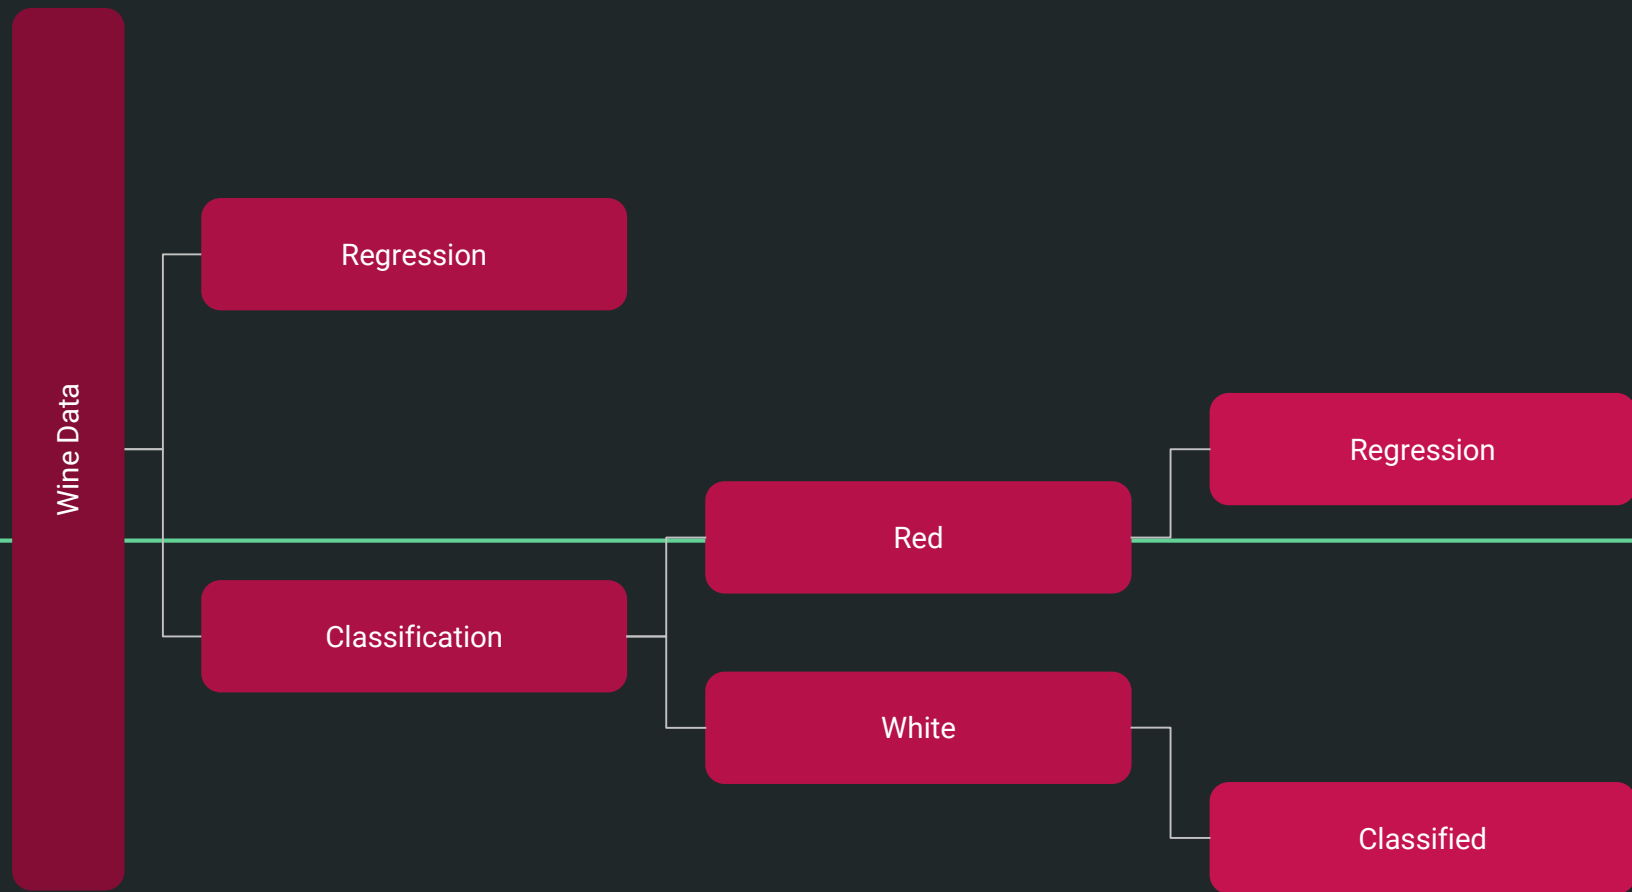 Wine Data
Regression
Classification
Red
White
Regression
Classified